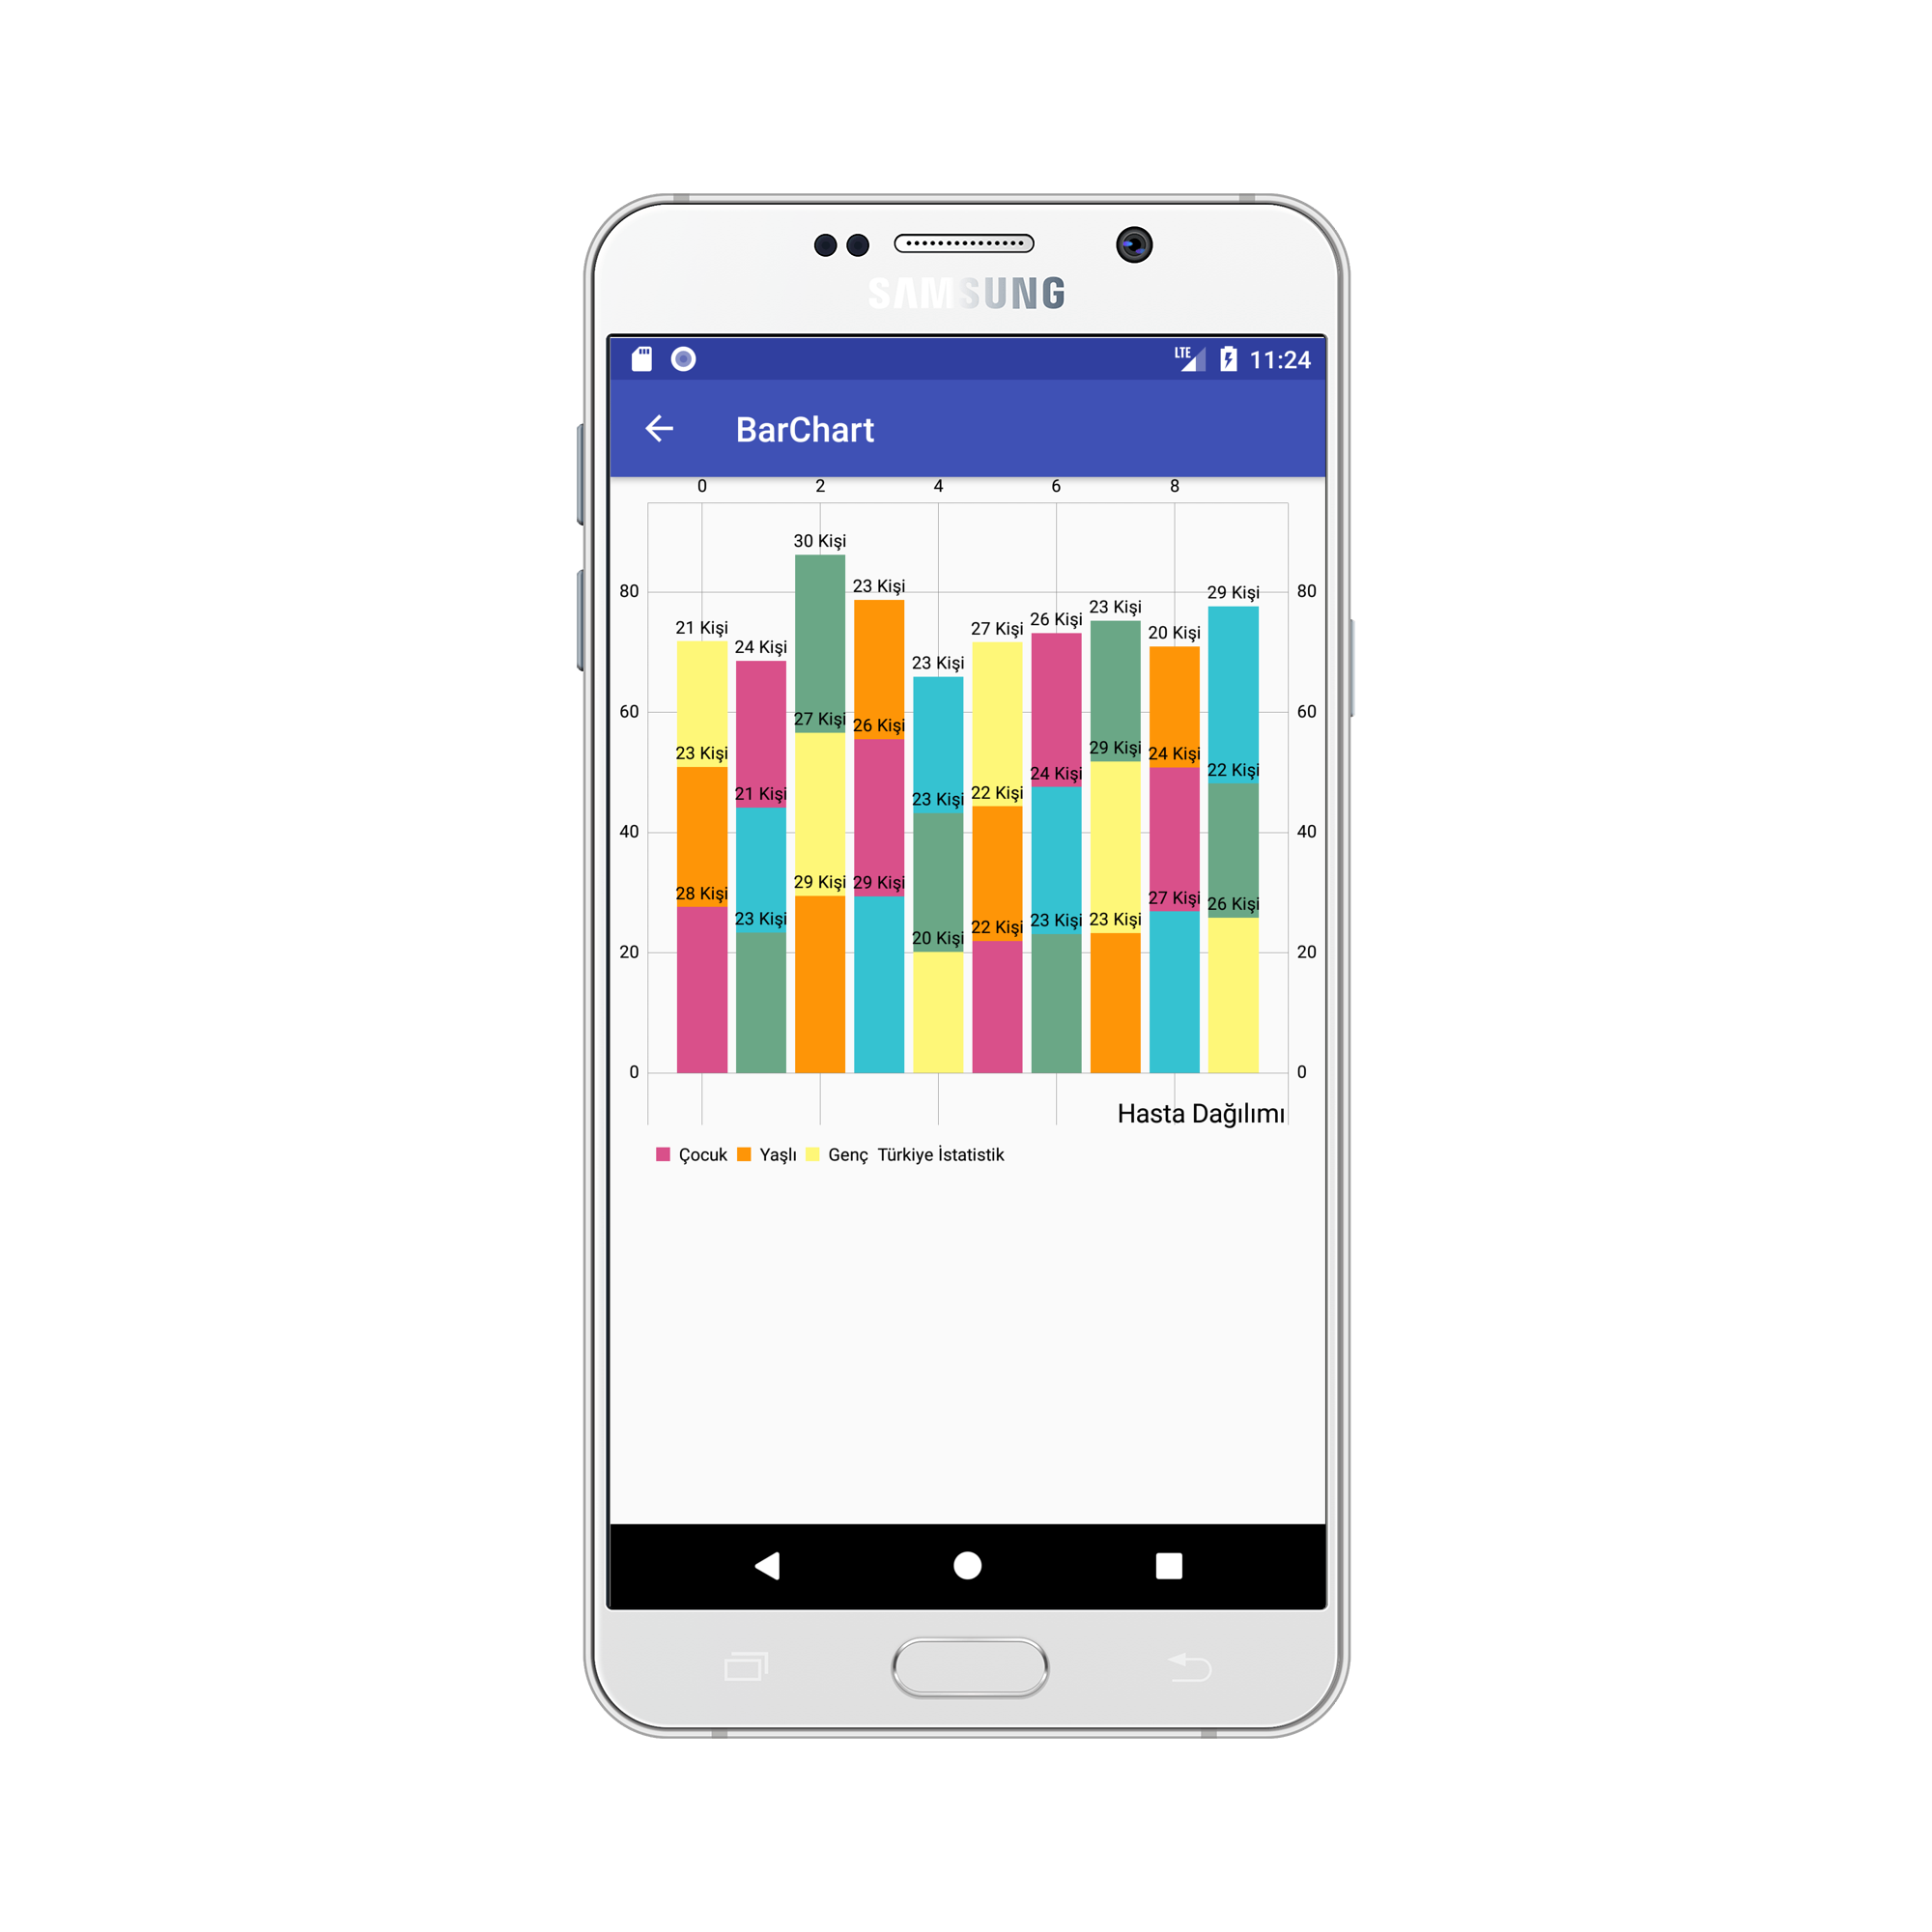 SAMSUNG
LTE 11:24
BarChart
0 2 4 6 8
30 Kişi
23 Kişi
80 29 Kişi 80
23 Kişi
26 Kişi
21 Kişi 27 Kişi 20 Kişi
24 Kişi
23 Kişi
60 27 Kişi 60
26 Kişi
23 Kişi 29 Kişi 24 Kişi
24 Kişi 22 Kişi
21 Kişi 23 Kişi 22 Kişi
40 40
28 Kişi 29 Kişi 29 Kişi 27 Kişi 26 Kişi
23 Kişi 22 Kişi 23 Kişi 23 Kişi
20 Kişi
20 20
0 0
Hasta Dağılımı
Çocuk Yaşlı Genç Türkiye İstatistik